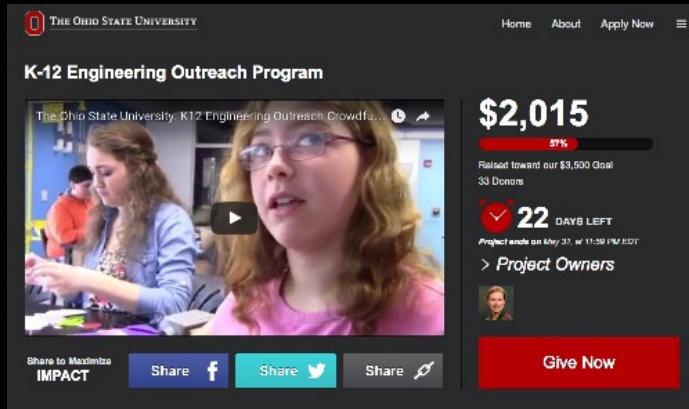 THE OHIO STATE UNIVERSITY
Home About Apply Now
K-12 Engineering Outreach Program
The Ohio State University: K12 Engineering Outreach Crowdfu...
$2,015
57%
Raised toward our $3,500 Goal
33 Donors
22 DAYS LEFT
Project ends on May 31, at 11:59 PM EDT
> Project Owners
Share to Maximize
IMPACT
Share
Share
Share
Give Now